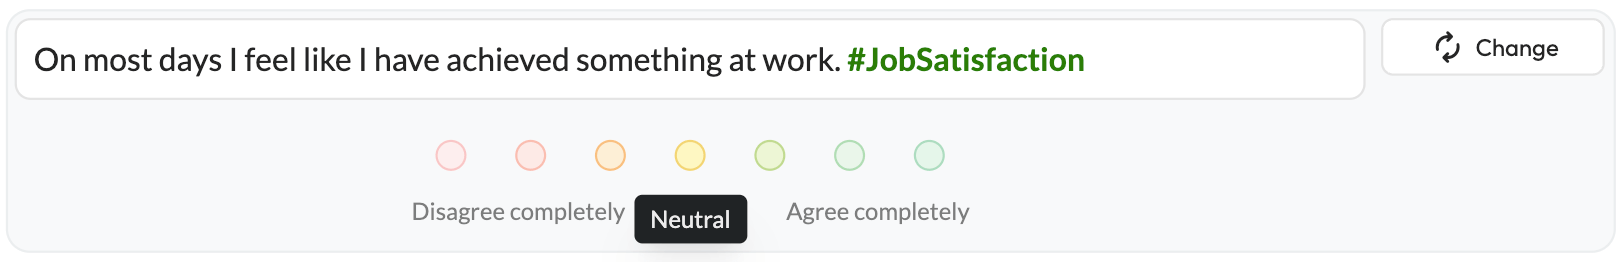 On most days I feel like I have achieved something at work. #JobSatisfaction
Change
Disagree completely
Neutral
Agree completely